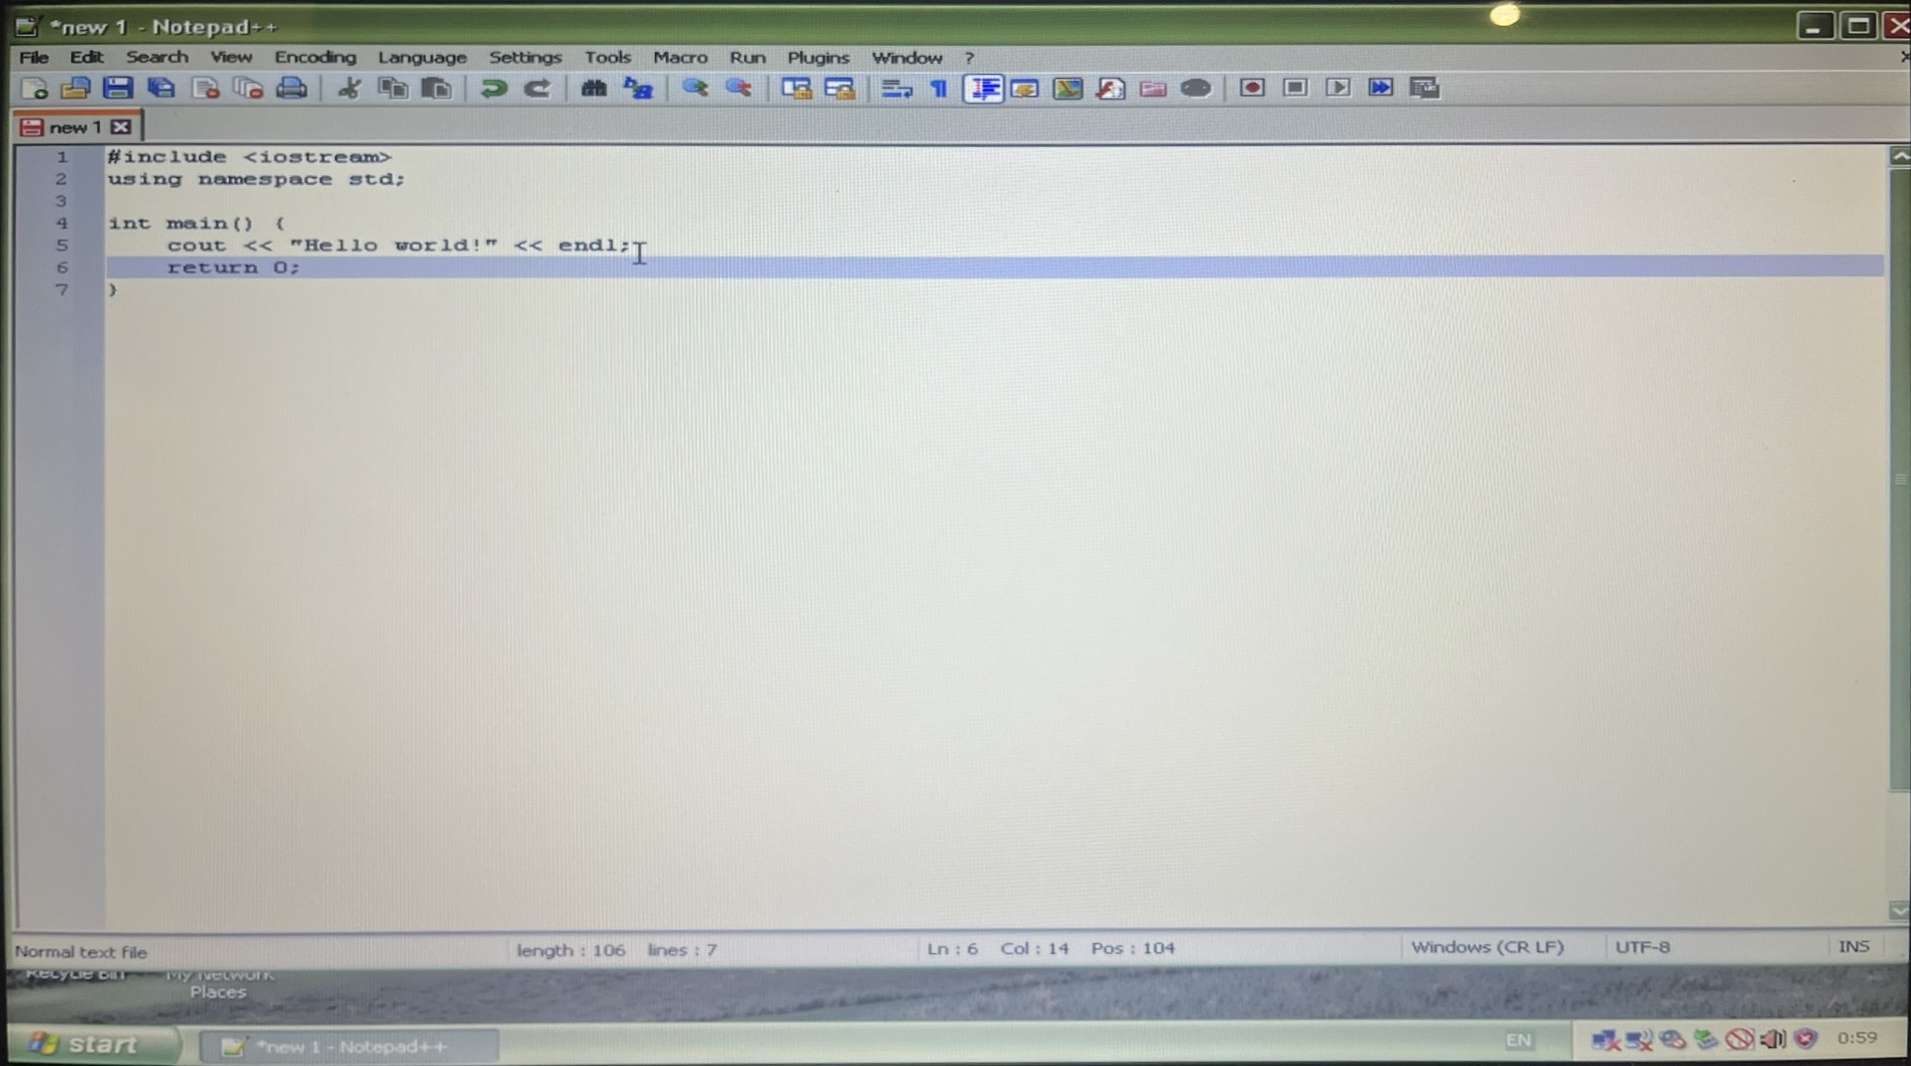 *new 1 - Notepad++
File Edit Search View Encoding Language Settings Tools Macro Run Plugins Window ?
new 1
1 #include <iostream>
2 using namespace std;
3
4 int main() {
5 cout << "Hello world!" << endl;
6 return 0;
7 }
Normal text file length : 106 lines : 7 Ln : 6 Col : 14 Pos : 104 Windows (CR LF) UTF-8 INS
Recycle Bin My Network
Places
start *new 1 - Notepad++ EN 0:59